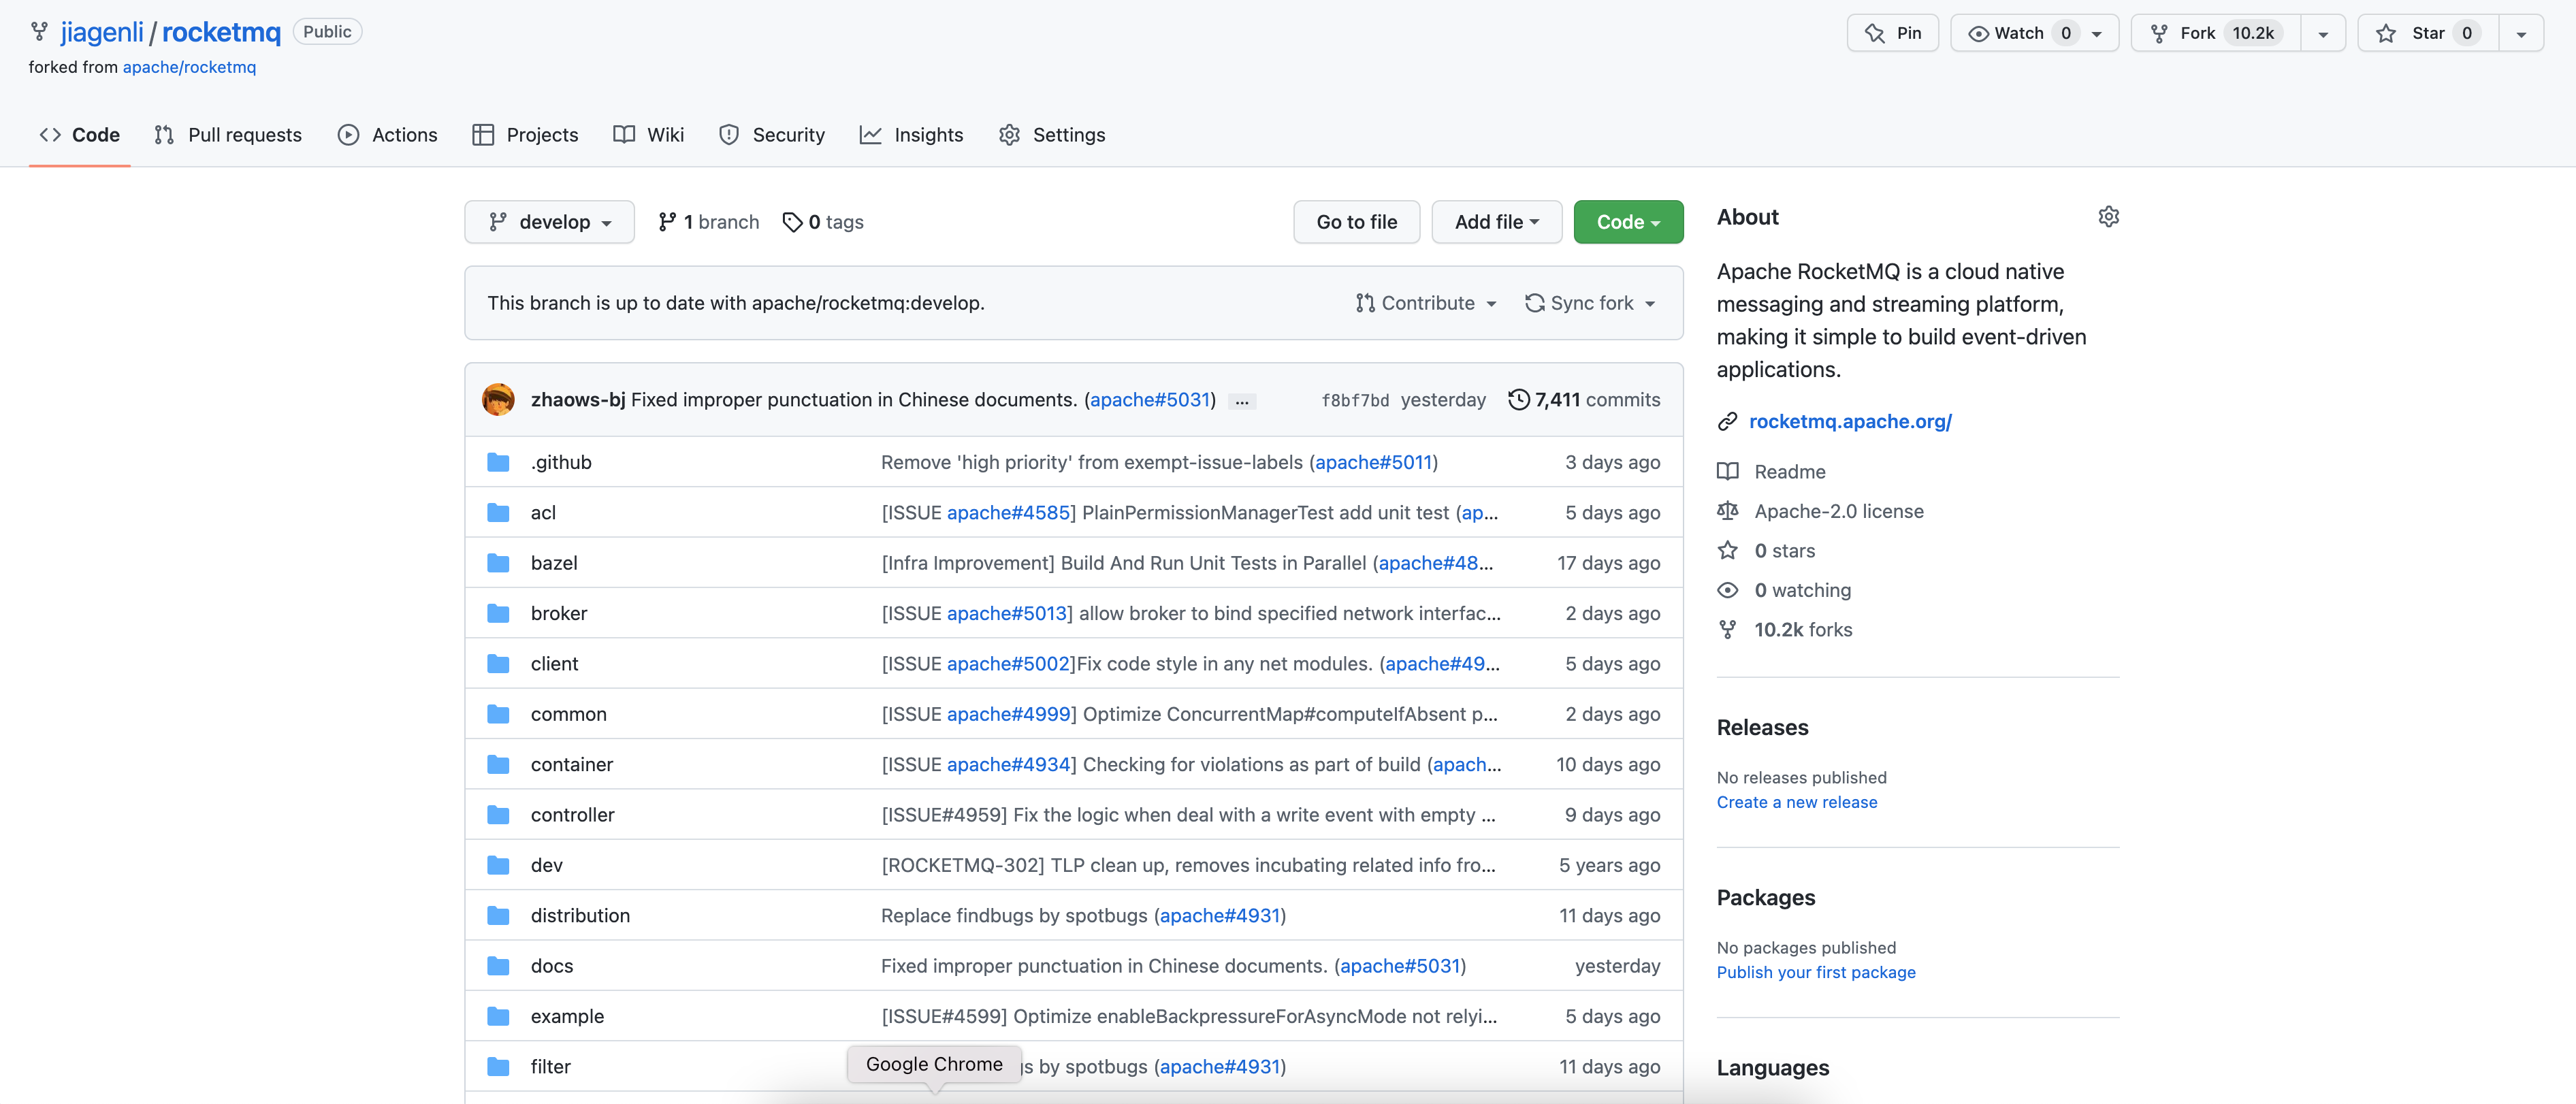 jiagenli / rocketmq Public
Pin
Watch 0
Fork 10.2k
Star 0
forked from apache/rocketmq
Code
Pull requests
Actions
Projects
Wiki
Security
Insights
Settings
develop
1 branch
0 tags
Go to file
Add file
Code
This branch is up to date with apache/rocketmq:develop.
Contribute
Sync fork
zhaows-bj Fixed improper punctuation in Chinese documents. (apache#5031) ... f8bf7bd yesterday 7,411 commits
.github Remove 'high priority' from exempt-issue-labels (apache#5011) 3 days ago
acl [ISSUE apache#4585] PlainPermissionManagerTest add unit test (ap... 5 days ago
bazel [Infra Improvement] Build And Run Unit Tests in Parallel (apache#48... 17 days ago
broker [ISSUE apache#5013] allow broker to bind specified network interfac... 2 days ago
client [ISSUE apache#5002]Fix code style in any net modules. (apache#49... 5 days ago
common [ISSUE apache#4999] Optimize ConcurrentMap#computeIfAbsent p... 2 days ago
container [ISSUE apache#4934] Checking for violations as part of build (apach... 10 days ago
controller [ISSUE#4959] Fix the logic when deal with a write event with empty ... 9 days ago
dev [ROCKETMQ-302] TLP clean up, removes incubating related info fro... 5 years ago
distribution Replace findbugs by spotbugs (apache#4931) 11 days ago
docs Fixed improper punctuation in Chinese documents. (apache#5031) yesterday
example [ISSUE#4599] Optimize enableBackpressureForAsyncMode not relyi... 5 days ago
filter by spotbugs (apache#4931) 11 days ago
Google Chrome
About
Apache RocketMQ is a cloud native
messaging and streaming platform,
making it simple to build event-driven
applications.
rocketmq.apache.org/
Readme
Apache-2.0 license
0 stars
0 watching
10.2k forks
Releases
No releases published
Create a new release
Packages
No packages published
Publish your first package
Languages